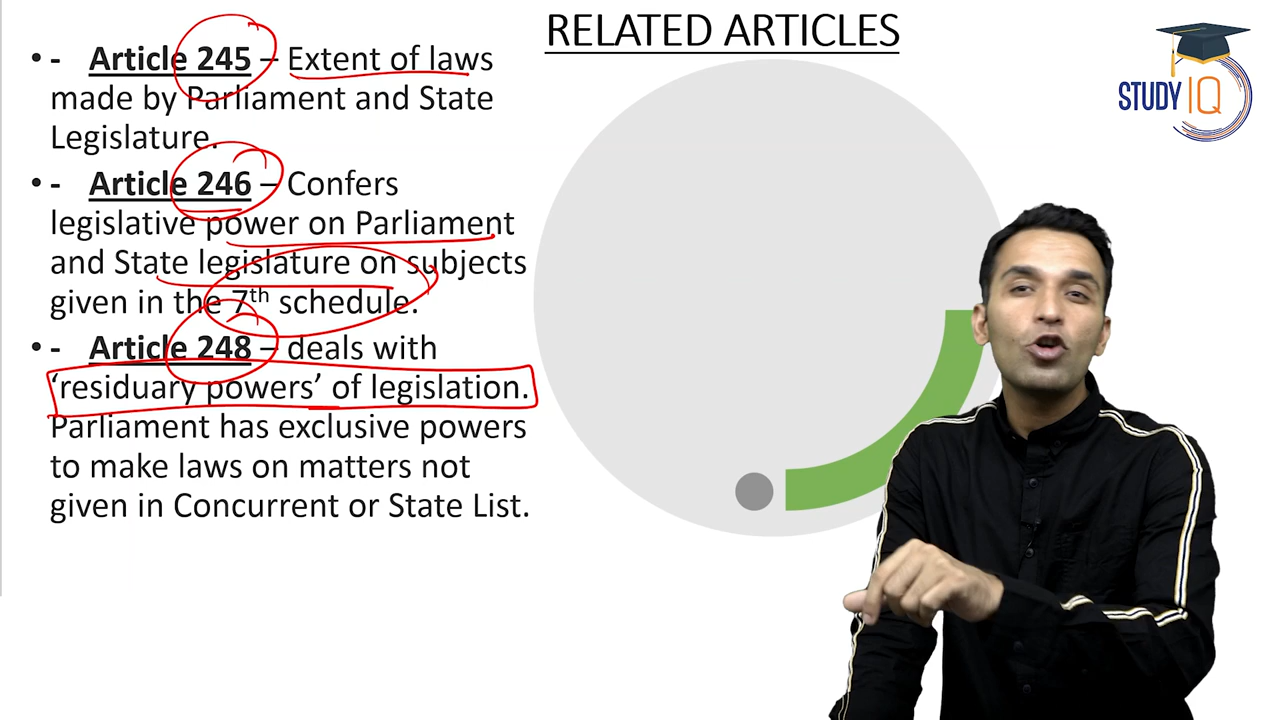 RELATED ARTICLES
• - Article 245 – Extent of laws
made by Parliament and State
Legislature.
• - Article 246 – Confers
legislative power on Parliament
and State legislature on subjects
given in the 7th schedule.
• - Article 248 – deals with
‘residuary powers’ of legislation.
Parliament has exclusive powers
to make laws on matters not
given in Concurrent or State List.
STUDY IQ